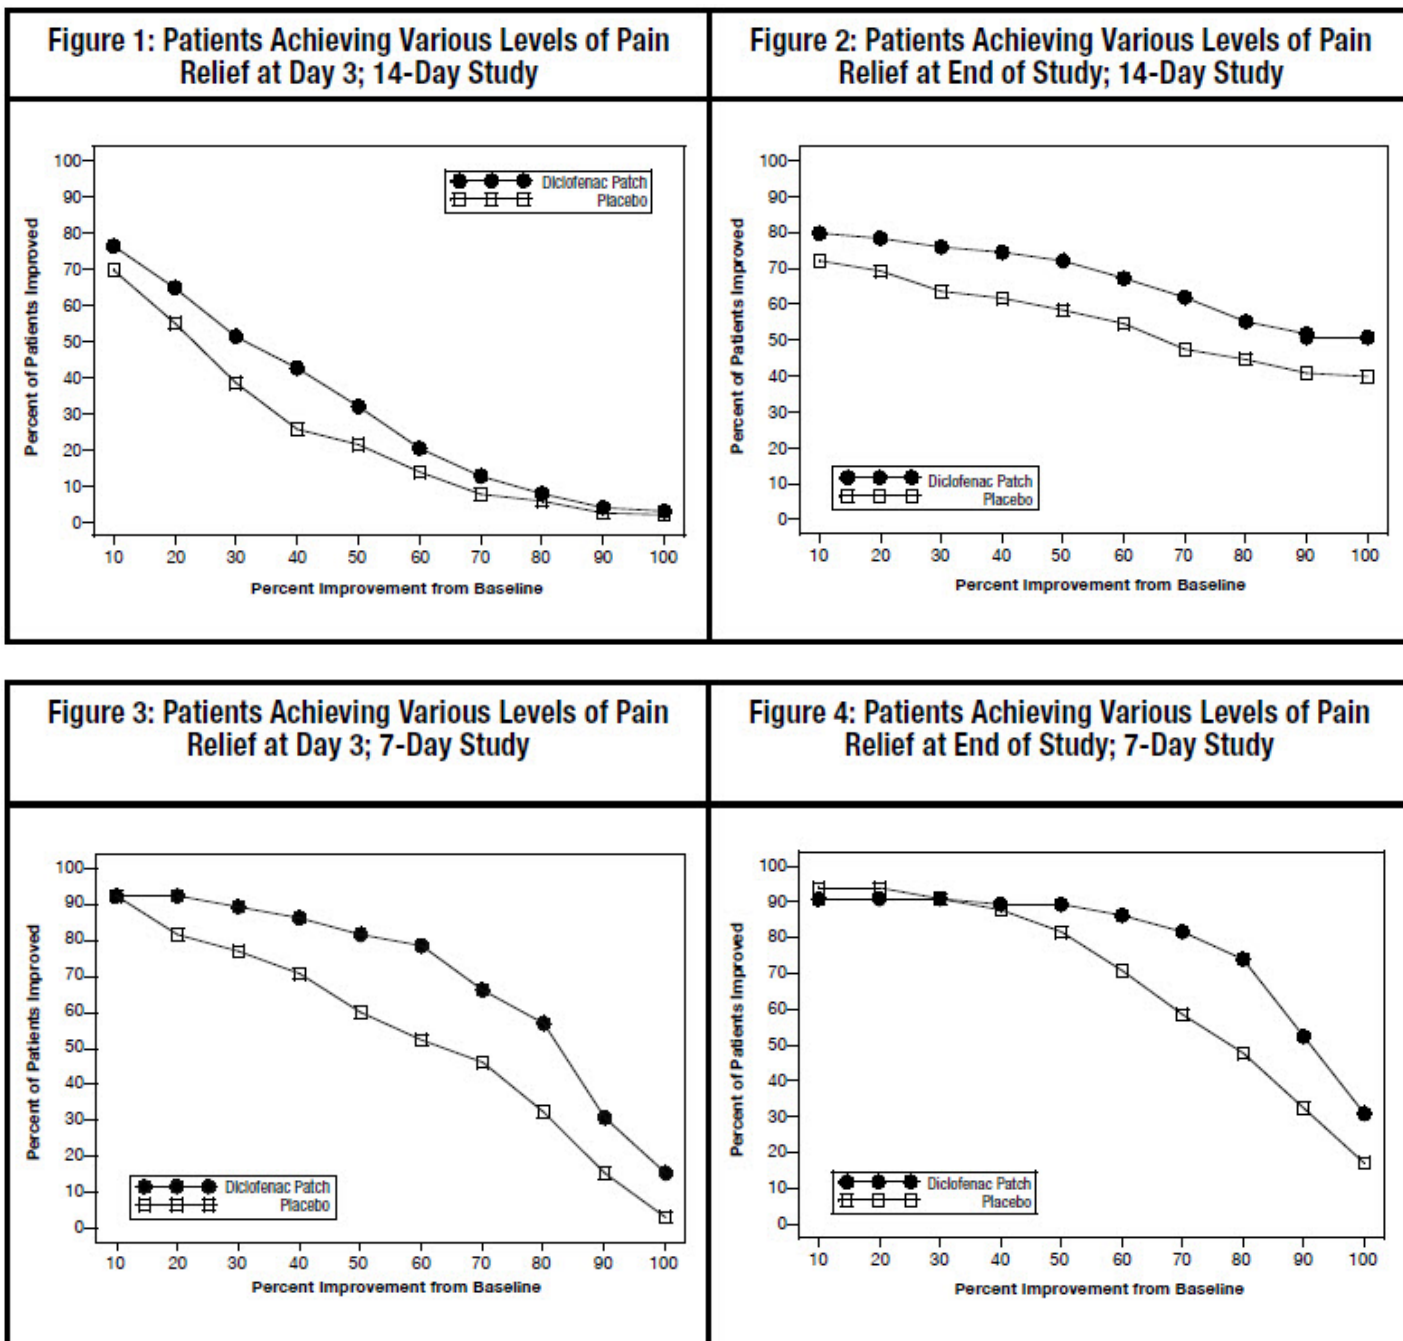 Figure 1: Patients Achieving Various Levels of Pain
Relief at Day 3; 14-Day Study
Figure 2: Patients Achieving Various Levels of Pain
Relief at End of Study; 14-Day Study
100
90
80
70
60
50
40
30
20
10
0
Percent of Patients Improved
Diclofenac Patch
Placebo
10 20 30 40 50 60 70 80 90 100
Percent Improvement from Baseline
100
90
80
70
60
50
40
30
20
10
0
Percent of Patients Improved
Diclofenac Patch
Placebo
10 20 30 40 50 60 70 80 90 100
Percent Improvement from Baseline
Figure 3: Patients Achieving Various Levels of Pain
Relief at Day 3; 7-Day Study
Figure 4: Patients Achieving Various Levels of Pain
Relief at End of Study; 7-Day Study
100
90
80
70
60
50
40
30
20
10
0
Percent of Patients Improved
Diclofenac Patch
Placebo
10 20 30 40 50 60 70 80 90 100
Percent Improvement from Baseline
100
90
80
70
60
50
40
30
20
10
0
Percent of Patients Improved
Diclofenac Patch
Placebo
10 20 30 40 50 60 70 80 90 100
Percent Improvement from Baseline